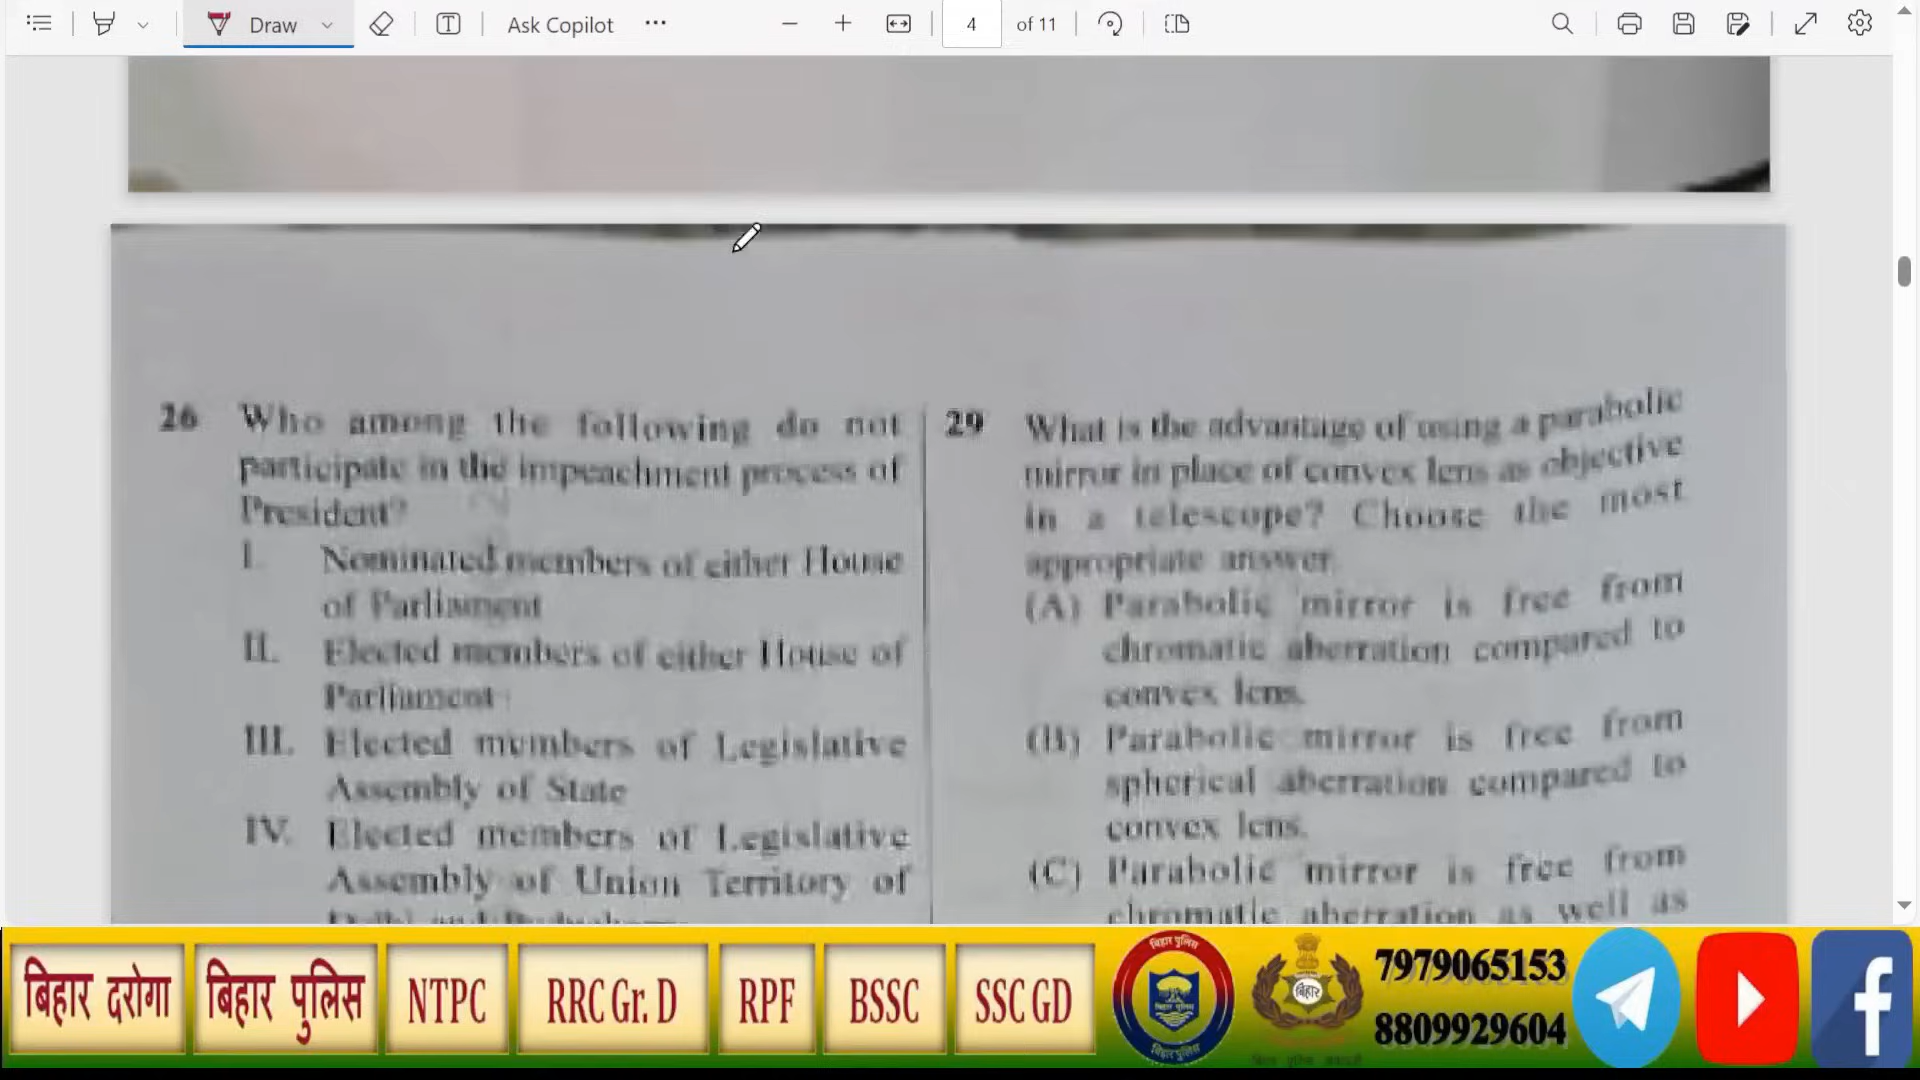 Draw
Ask Copilot
4 of 11
26 Who among the following do not
participate in the impeachment process of
President?
I. Nominated members of either House
of Parliament
II. Elected members of either House of
Parliament
III. Elected members of Legislative
Assembly of State
IV. Elected members of Legislative
Assembly of Union Territory of
29 What is the advantage of using a parabolic
mirror in place of convex lens as objective
in a telescope? Choose the most
appropriate answer.
(A) Parabolic mirror is free from
chromatic aberration compared to
convex lens.
(B) Parabolic mirror is free from
spherical aberration compared to
convex lens.
(C) Parabolic mirror is free from
chromatic aberration as well as
बिहार दरोगा
बिहार पुलिस
NTPC
RRC Gr. D
RPF
BSSC
SSC GD
बिहार पुलिस
बिहार पुलिस
बिहार
7979065153
8809929604